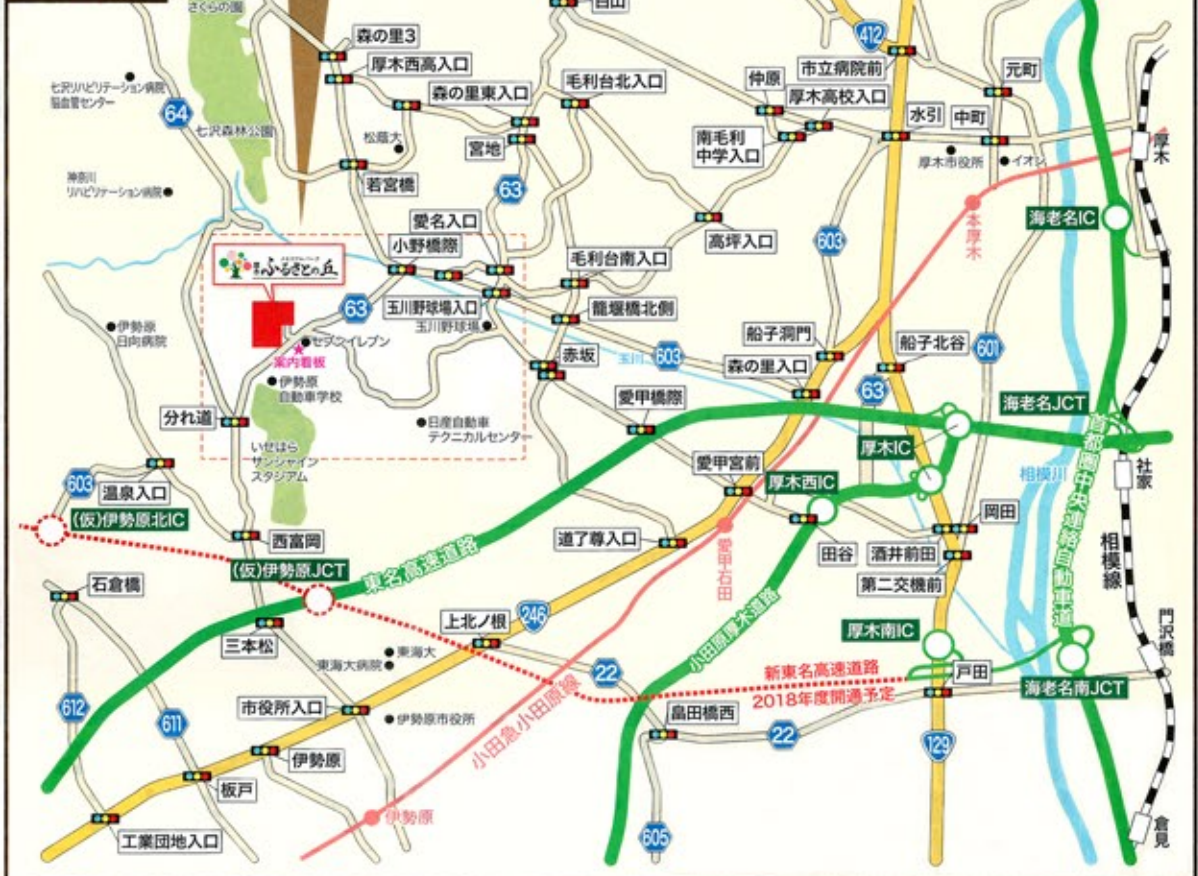 さくらの園
白山
412
森の里3
市立病院前
元町
厚木西高入口
毛利台北入口
仲原
七沢リハビリテーション病院
脳血管センター
森の里東入口
厚木高校入口
水引
中町
64
七沢森林公園
松蔭大
宮地
南毛利
中学入口
厚木市役所
イオン
厚木
神奈川
リハビリテーション病院
若宮橋
63
愛名入口
本厚木
海老名IC
小野橋際
高坪入口
603
ふるさとの丘
毛利台南入口
63
玉川野球場入口
籠堰橋北側
玉川野球場
伊勢原
日向病院
セブンイレブン
案内看板
赤坂
玉川
603
船子洞門
船子北谷
601
森の里入口
伊勢原
自動車学校
63
愛甲橋際
海老名JCT
分れ道
日産自動車
テクニカルセンター
厚木IC
首都圏中央連絡自動車道
いせはら
サンシャイン
スタジアム
愛甲宮前
厚木西IC
相模川
社家
603
温泉入口
(仮)伊勢原北IC
岡田
西富岡
道了尊入口
田谷
酒井前田
相模線
(仮)伊勢原JCT
東名高速道路
愛甲石田
第二交機前
石倉橋
246
上北ノ根
小田原厚木道路
厚木南IC
門沢橋
三本松
東海大
東海大病院
22
新東名高速道路
戸田
2018年度開通予定
海老名南JCT
612
611
市役所入口
伊勢原市役所
小田急小田原線
畠田橋西
22
129
伊勢原
板戸
伊勢原
工業団地入口
605
倉見